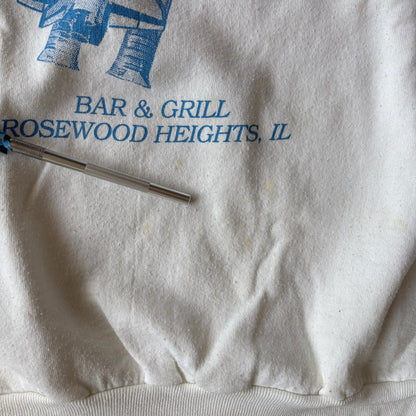 BAR & GRILL
ROSEWOOD HEIGHTS, IL